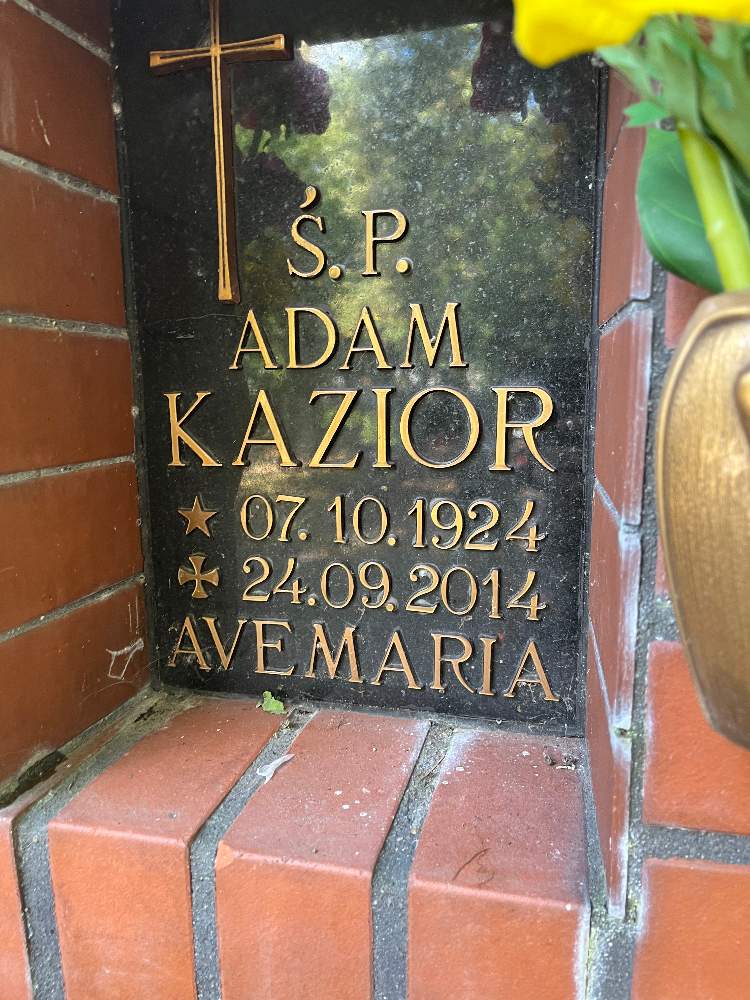 Ś.P.
ADAM
KAZIOR
07.10.1924
24.09.2014
AVE MARIA